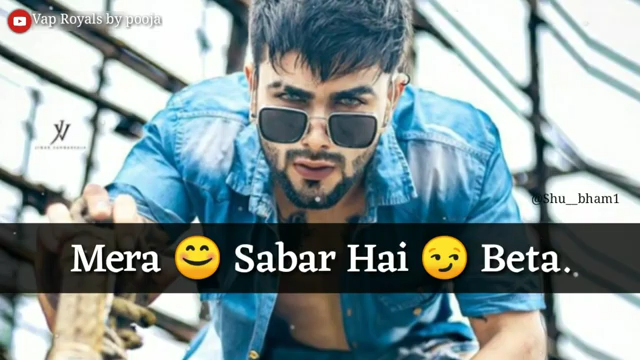 Vap Royals by pooja
@Shu__bham1
Mera 😊 Sabar Hai 😏 Beta.